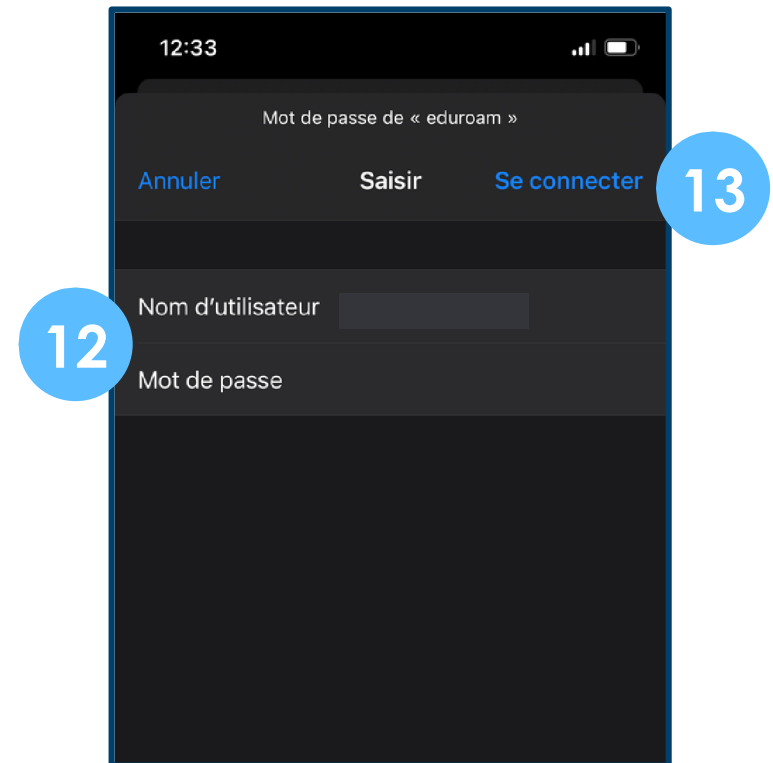 12:33
Mot de passe de « eduroam »
Annuler Saisir Se connecter
13
Nom d’utilisateur
12
Mot de passe